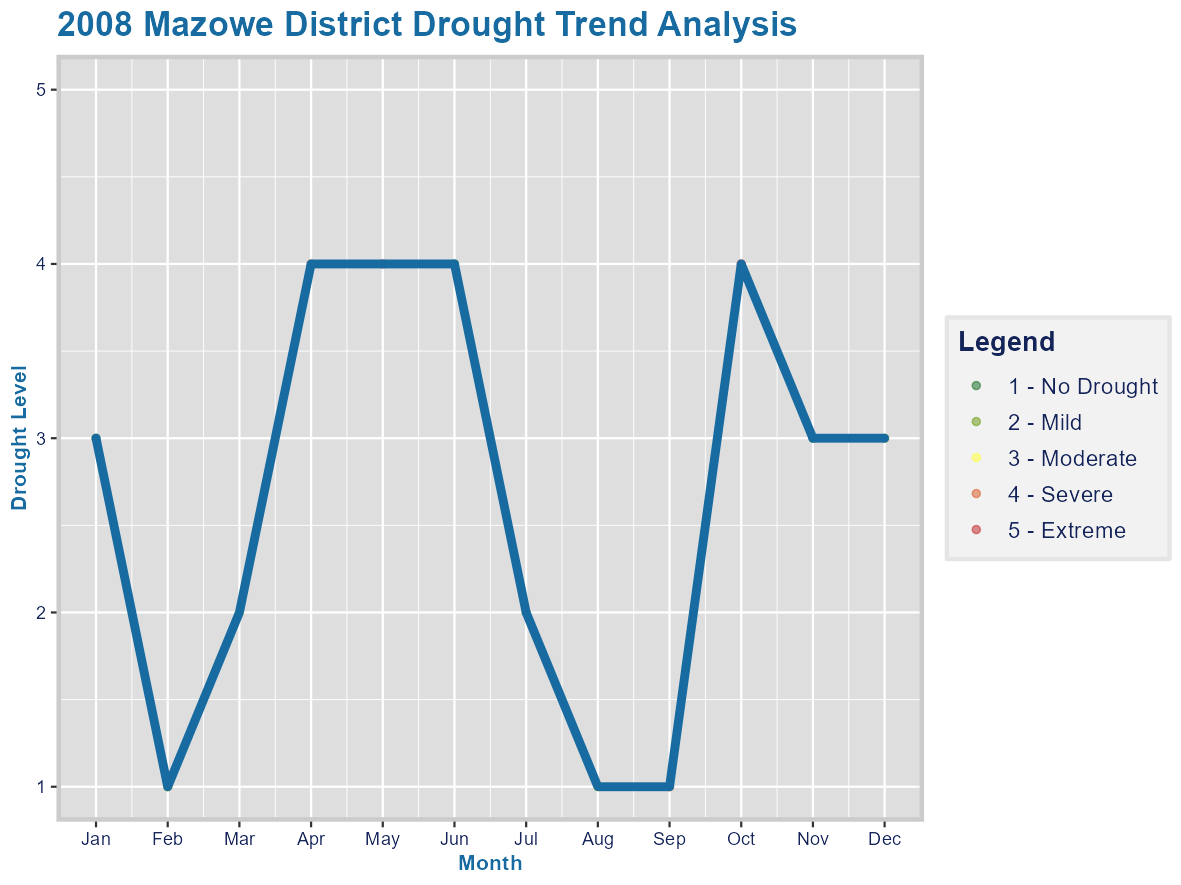 2008 Mazowe District Drought Trend Analysis
5
4
3
2
1
Drought Level
Jan Feb Mar Apr May Jun Jul Aug Sep Oct Nov Dec
Month
Legend
1 - No Drought
2 - Mild
3 - Moderate
4 - Severe
5 - Extreme